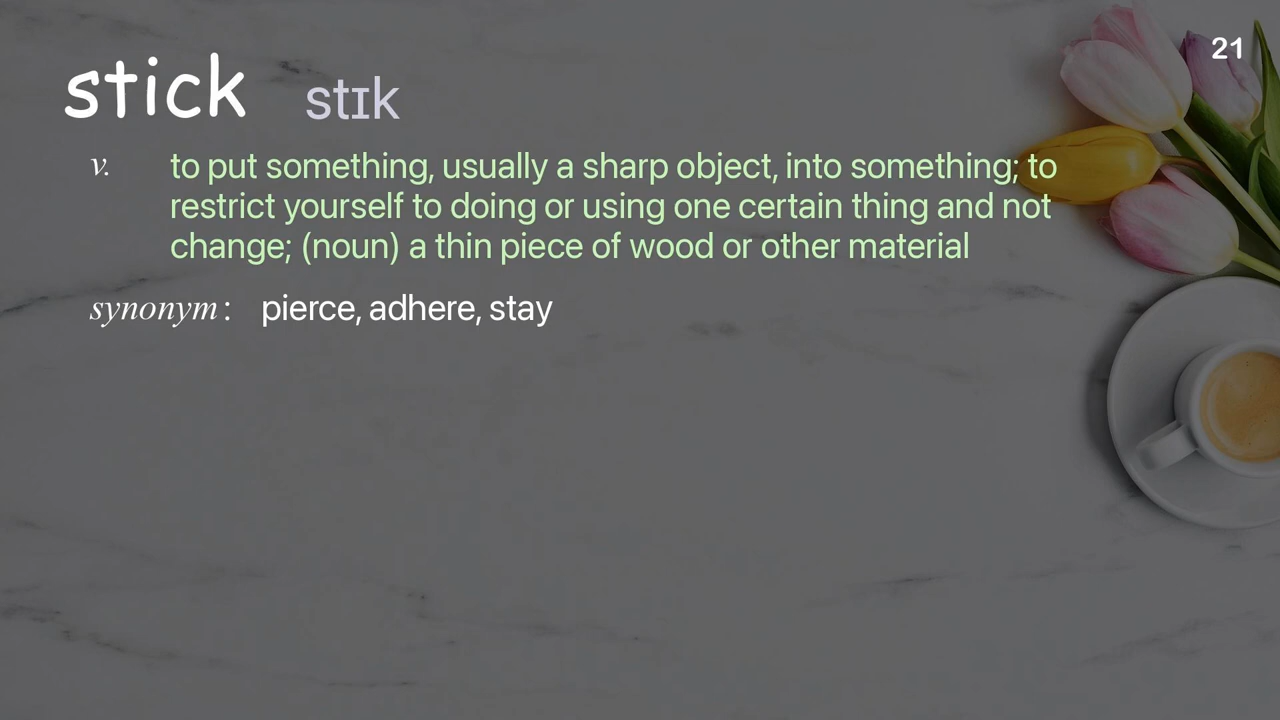 21
stick stɪk
v. to put something, usually a sharp object, into something; to
restrict yourself to doing or using one certain thing and not
change; (noun) a thin piece of wood or other material
synonym: pierce, adhere, stay